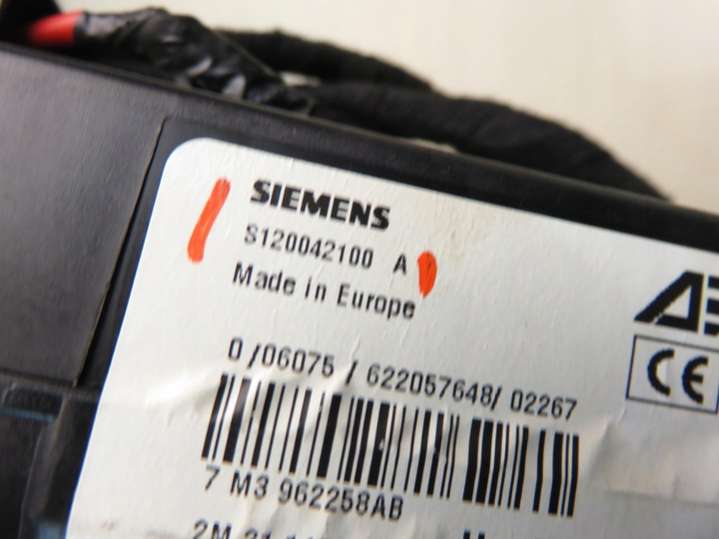 SIEMENS
S120042100 A
Made in Europe
CE
0/06075 / 622057648/ 02267
7 M3 962258AB